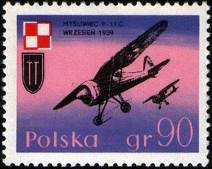 MYŚLIWIEC P-11 C
WRZESIEŃ 1939
Polska gr 90